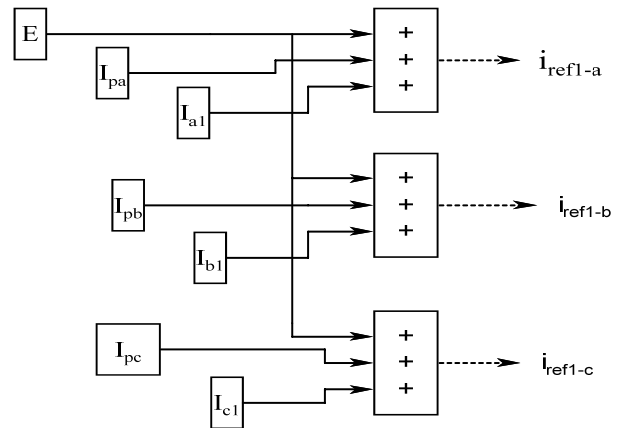 E
+
I_pa
+
i_ref1-a
I_a1
+
+
I_pb
+
i_ref1-b
I_b1
+
+
I_pc
+
i_ref1-c
I_c1
+